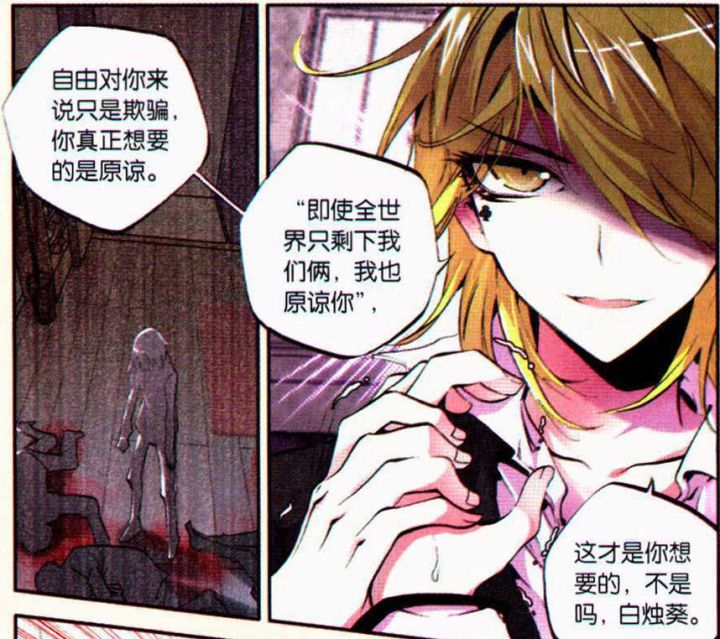 自由对你来
说只是欺骗，
你真正想要
的是原谅。
“即使全世
界只剩下我
们俩，我也
原谅你”，
这才是你想
要的，不是
吗，白烛葵。